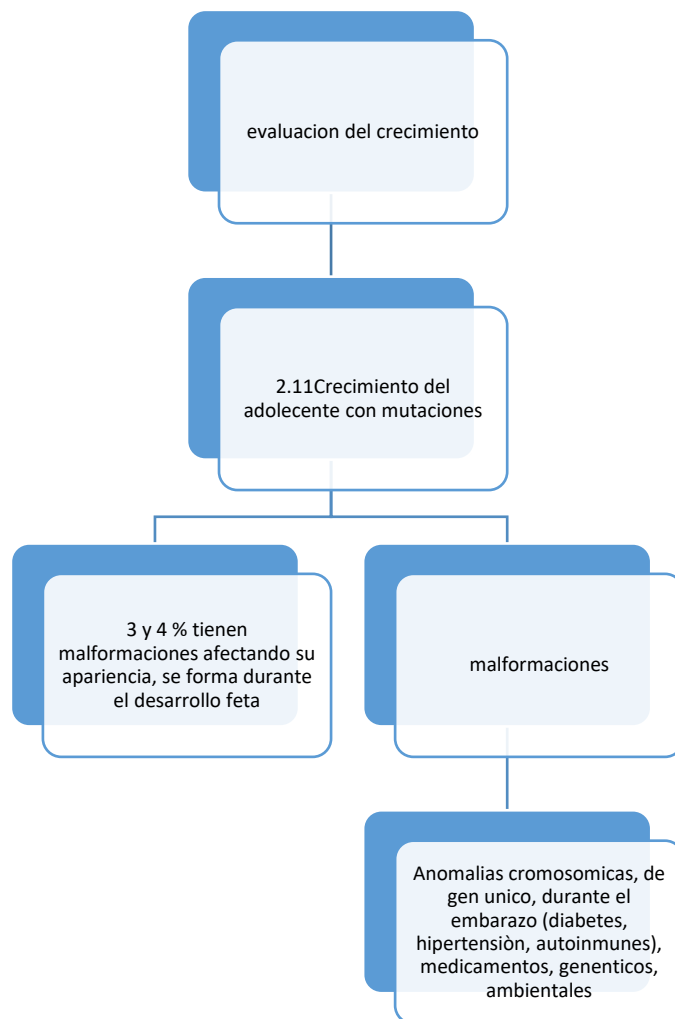 evaluacion del crecimiento
2.11Crecimiento del
adolecente con mutaciones
3 y 4 % tienen
malformaciones afectando su
apariencia, se forma durante
el desarrollo feta
malformaciones
Anomalias cromosomicas, de
gen unico, durante el
embarazo (diabetes,
hipertensiòn, autoinmunes),
medicamentos, genenticos,
ambientales